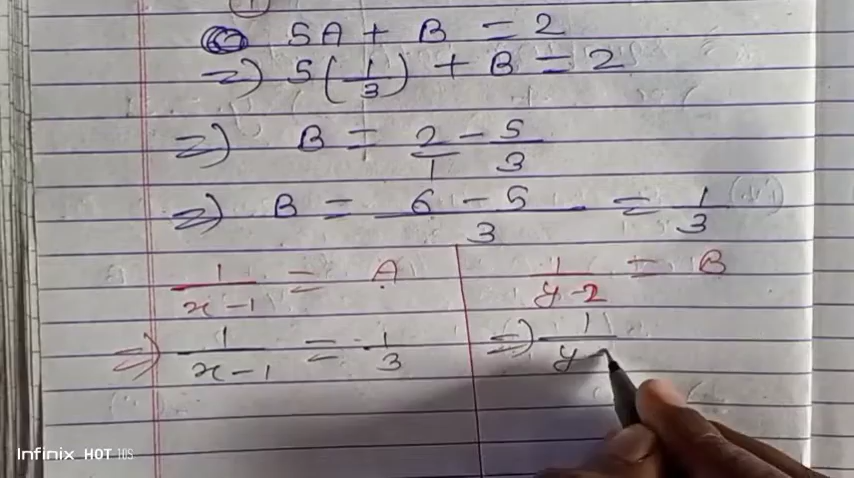 5A + B = 2
=> 5(1/3) + B = 2
=> B = 2/1 - 5/3
=> B = (6 - 5)/3 = 1/3
1/(x-1) = A | 1/(y-2) = B
=> 1/(x-1) = 1/3 | => 1/(y-
Infinix HOT 10S